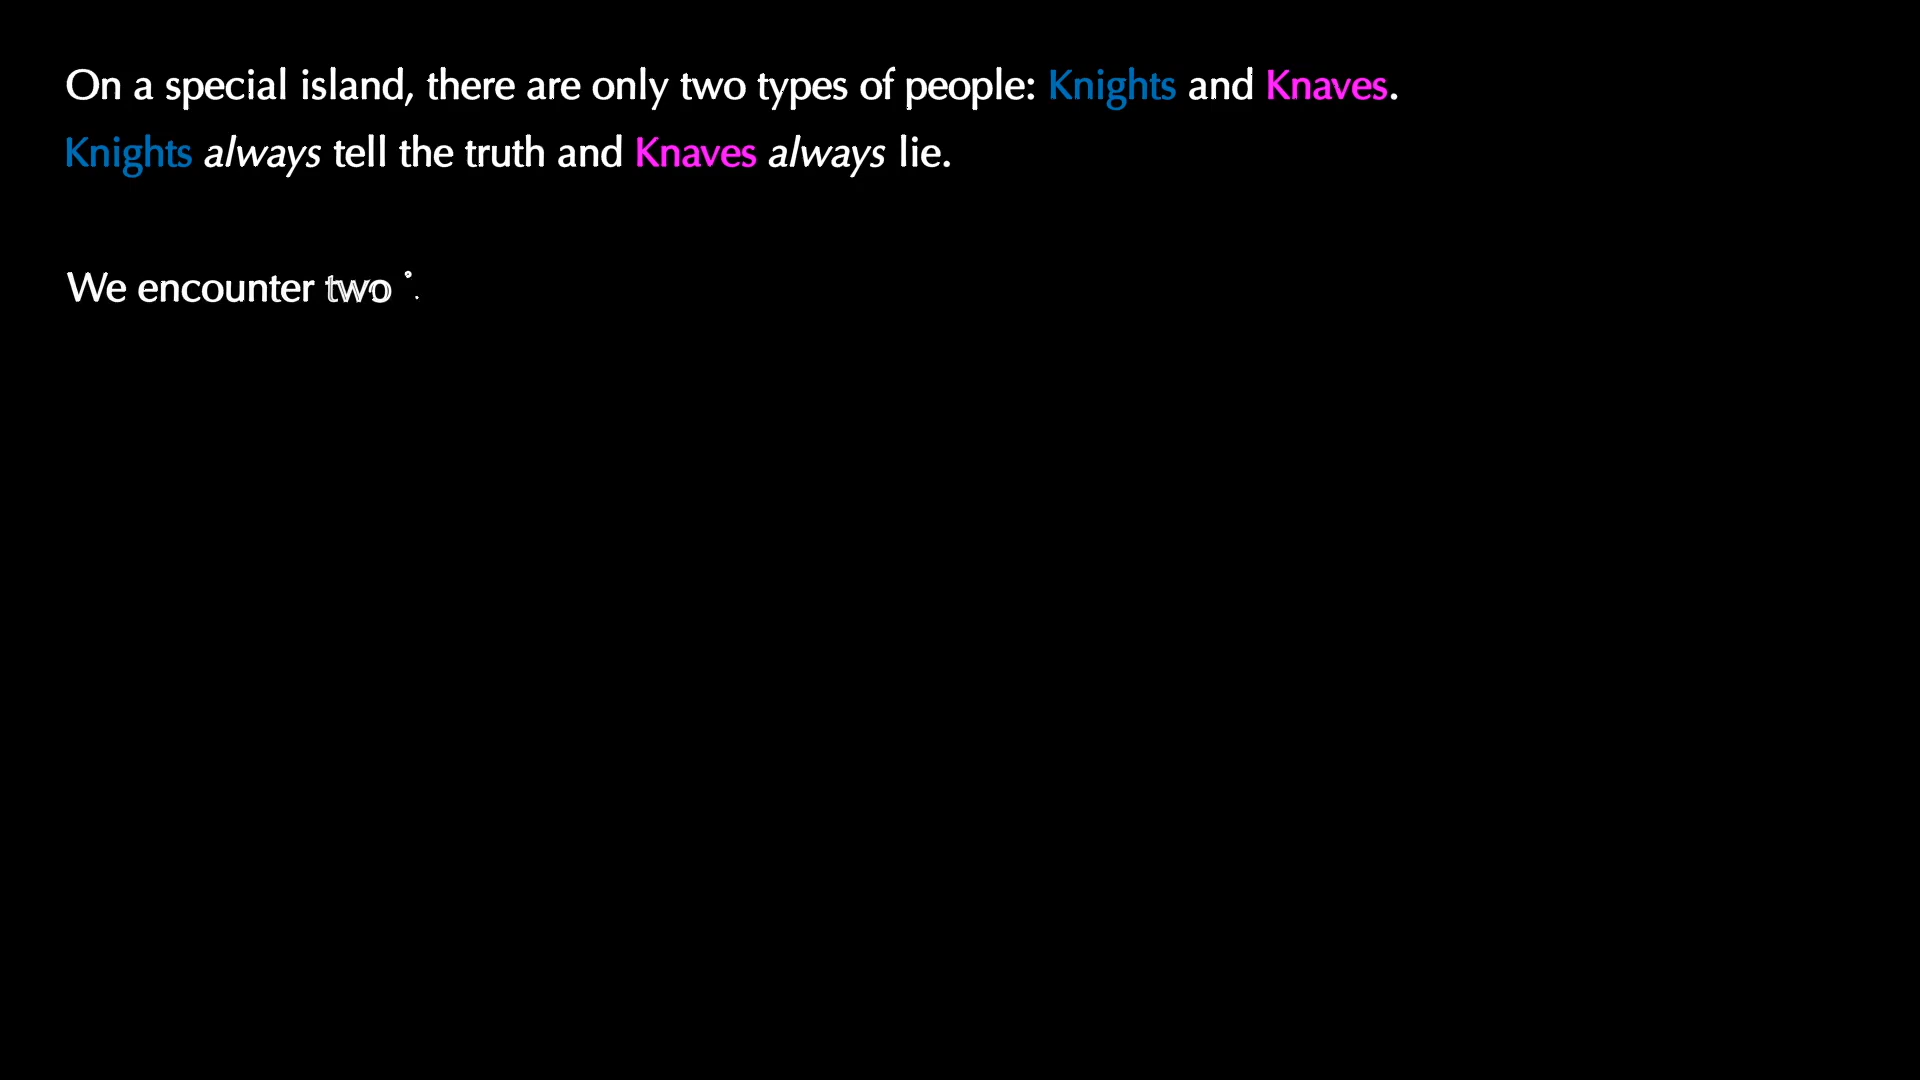 On a special island, there are only two types of people: Knights and Knaves.
Knights always tell the truth and Knaves always lie.
We encounter two